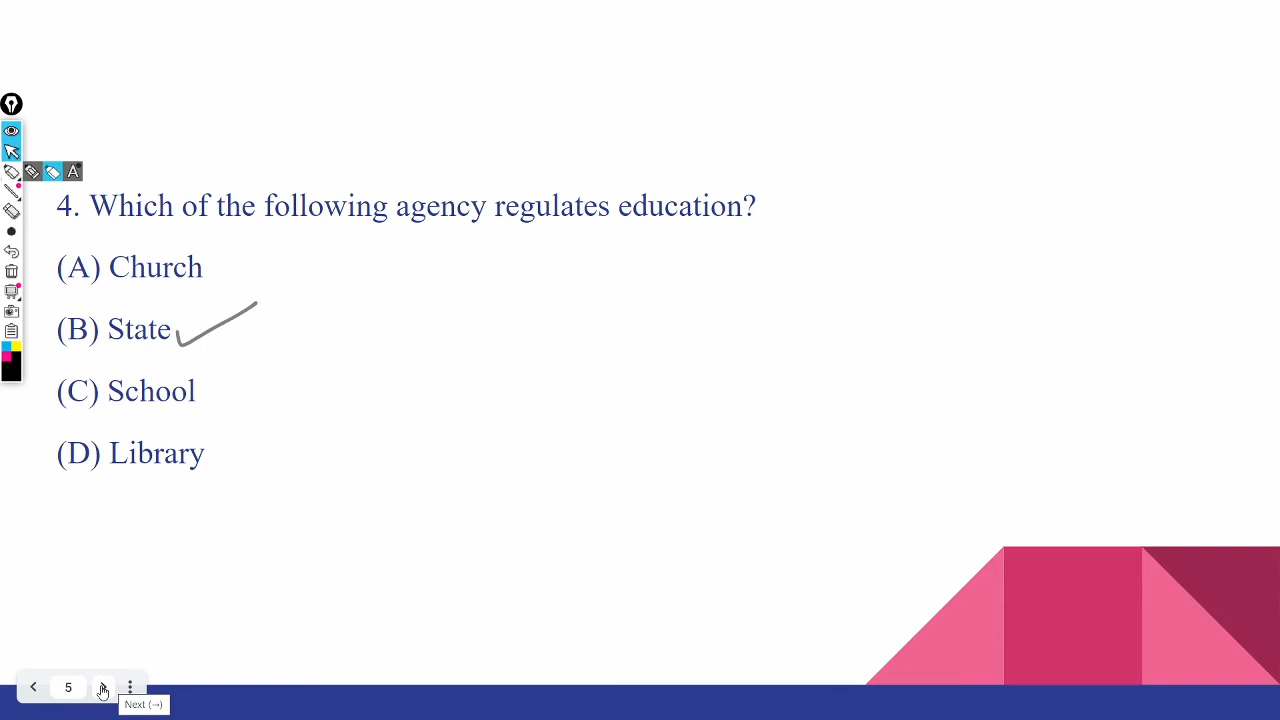 A
4. Which of the following agency regulates education?
(A) Church
(B) State
(C) School
(D) Library
5
Next (→)